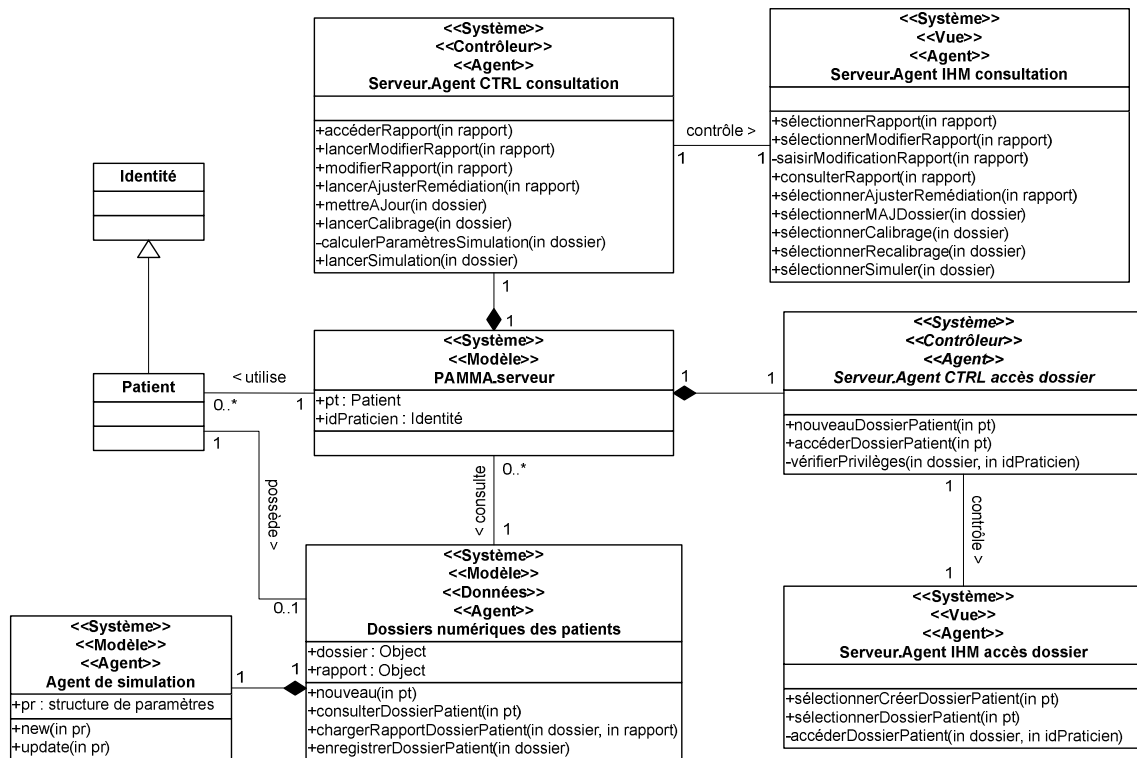 <<Système>>
<<Contrôleur>>
<<Agent>>
Serveur.Agent CTRL consultation
+accéderRapport(in rapport)
+lancerModifierRapport(in rapport)
+modifierRapport(in rapport)
+lancerAjusterRemédiation(in rapport)
+mettreAJour(in dossier)
+lancerCalibrage(in dossier)
-calculerParamètresSimulation(in dossier)
+lancerSimulation(in dossier)
contrôle >
1
1
<<Système>>
<<Vue>>
<<Agent>>
Serveur.Agent IHM consultation
+sélectionnerRapport(in rapport)
+sélectionnerModifierRapport(in rapport)
-saisirModificationRapport(in rapport)
+consulterRapport(in rapport)
+sélectionnerAjusterRemédiation(in rapport)
+sélectionnerMAJDossier(in dossier)
+sélectionnerCalibrage(in dossier)
+sélectionnerRecalibrage(in dossier)
+sélectionnerSimuler(in dossier)
Identité
1
1
<<Système>>
<<Modèle>>
PAMMA.serveur
+pt : Patient
+idPraticien : Identité
< utilise
0..*
1
Patient
1
1
1
<<Système>>
<<Contrôleur>>
<<Agent>>
Serveur.Agent CTRL accès dossier
+nouveauDossierPatient(in pt)
+accéderDossierPatient(in pt)
-vérifierPrivilèges(in dossier, in idPraticien)
1
contrôle >
1
0..*
< consulte
1
possède >
0..1
<<Système>>
<<Modèle>>
<<Données>>
<<Agent>>
Dossiers numériques des patients
+dossier : Object
+rapport : Object
+nouveau(in pt)
+consulterDossierPatient(in pt)
+chargerRapportDossierPatient(in dossier, in rapport)
+enregistrerDossierPatient(in dossier)
<<Système>>
<<Vue>>
<<Agent>>
Serveur.Agent IHM accès dossier
+sélectionnerCréerDossierPatient(in pt)
+sélectionnerDossierPatient(in pt)
-accéderDossierPatient(in dossier, in idPraticien)
<<Système>>
<<Modèle>>
<<Agent>>
Agent de simulation
+pr : structure de paramètres
+new(in pr)
+update(in pr)
1
1